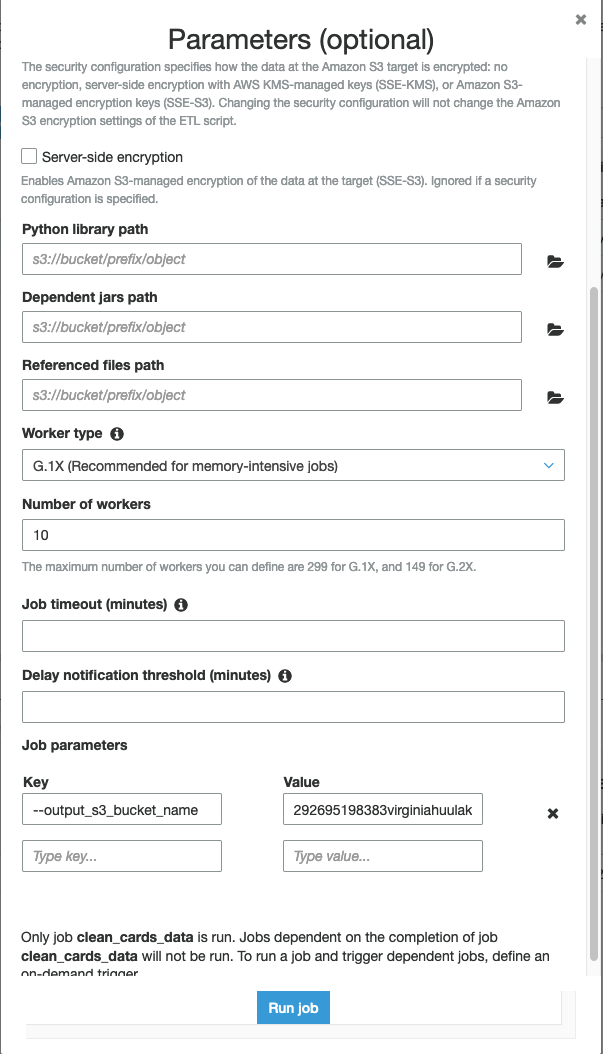 Parameters (optional)
The security configuration specifies how the data at the Amazon S3 target is encrypted: no
encryption, server-side encryption with AWS KMS-managed keys (SSE-KMS), or Amazon S3-
managed encryption keys (SSE-S3). Changing the security configuration will not change the Amazon
S3 encryption settings of the ETL script.
Server-side encryption
Enables Amazon S3-managed encryption of the data at the target (SSE-S3). Ignored if a security
configuration is specified.
Python library path
s3://bucket/prefix/object
Dependent jars path
s3://bucket/prefix/object
Referenced files path
s3://bucket/prefix/object
Worker type
G.1X (Recommended for memory-intensive jobs)
Number of workers
10
The maximum number of workers you can define are 299 for G.1X, and 149 for G.2X.
Job timeout (minutes)
Delay notification threshold (minutes)
Job parameters
Key Value
--output_s3_bucket_name 292695198383virginiahuulak
Type key... Type value...
Only job clean_cards_data is run. Jobs dependent on the completion of job
clean_cards_data will not be run. To run a job and trigger dependent jobs, define an
on-demand trigger
Run job